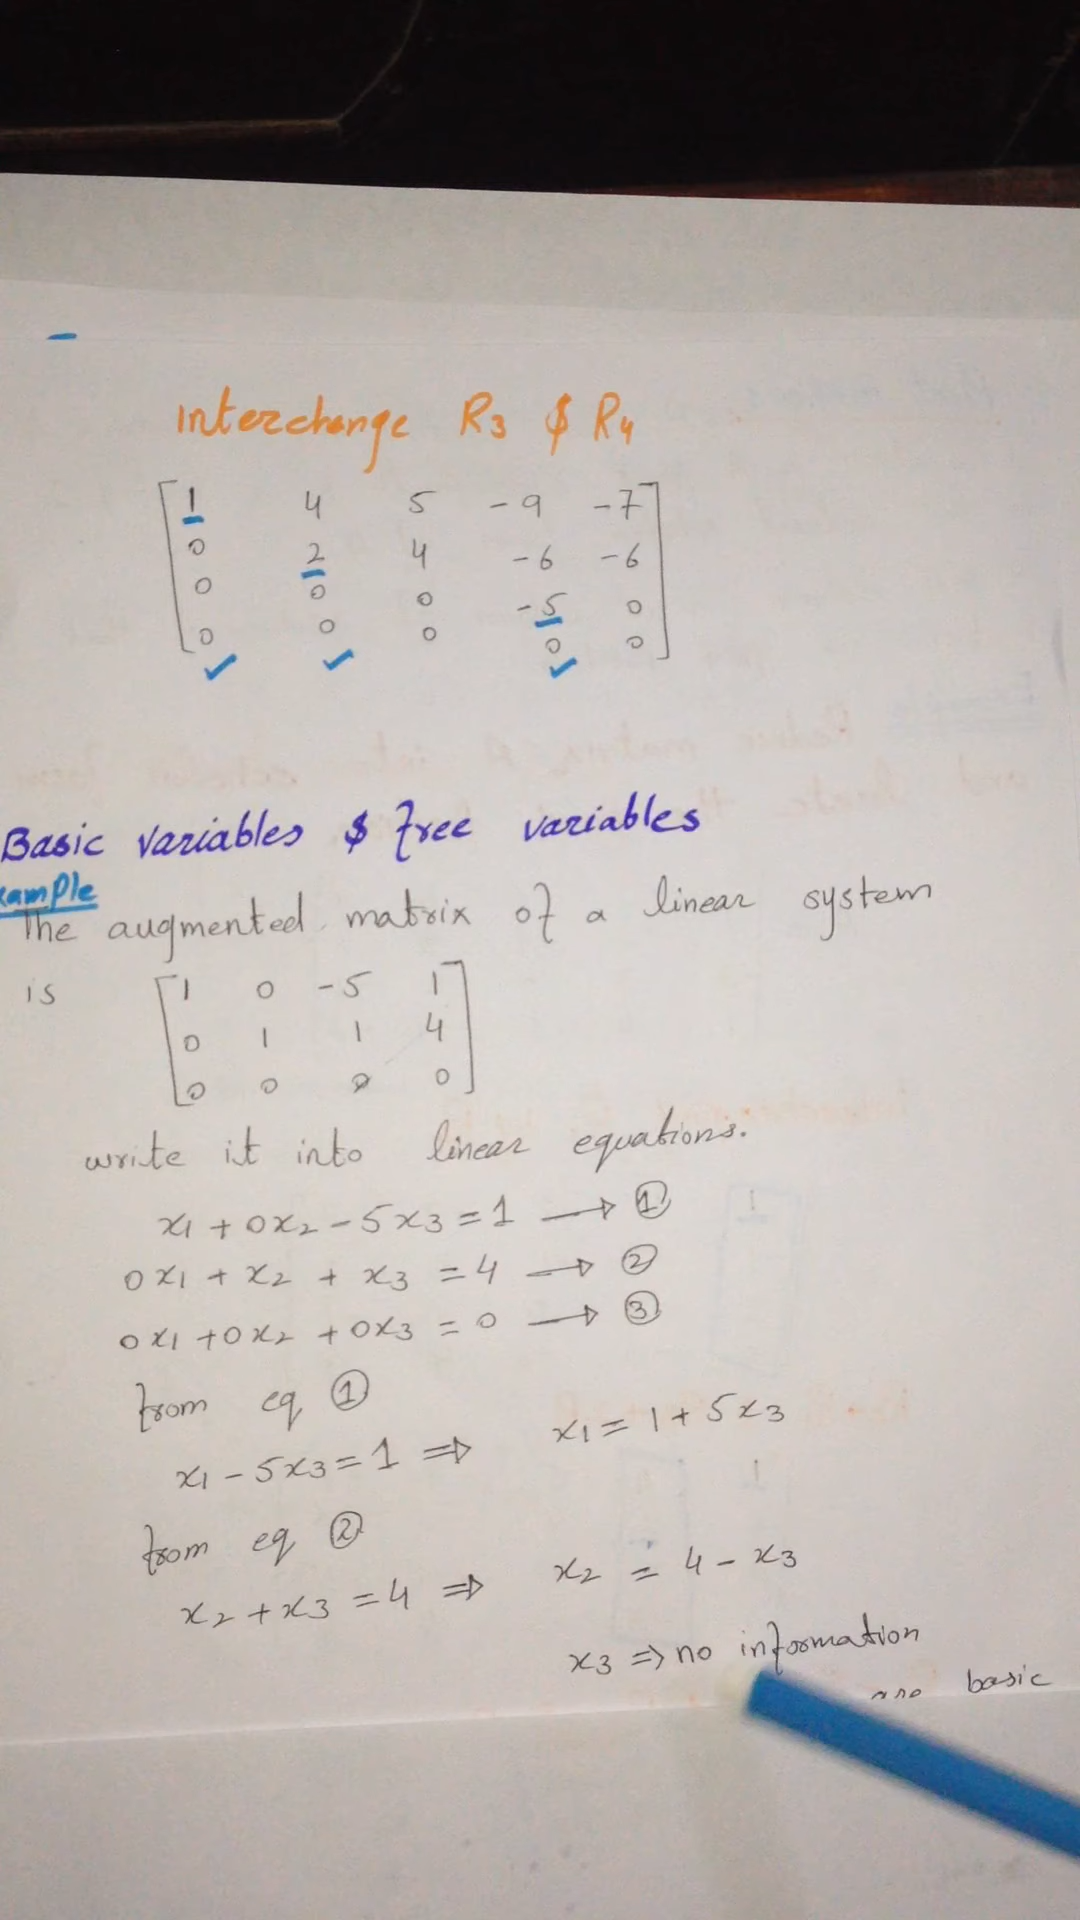 Interchange R3 $ R4
1 4 5 -9 -7
0 2 4 -6 -6
0 0 0 -5 0
0 0 0 0 0
Basic variables $ free variables
xample
The augmented matrix of a linear system
is
1 0 -5 1
0 1 1 4
0 0 0 0
write it into linear equations.
x1 + 0x2 - 5x3 = 1 → ①
0x1 + x2 + x3 = 4 → ②
0x1 + 0x2 + 0x3 = 0 → ③
from eq ①
x1 - 5x3 = 1 ⇒ x1 = 1 + 5x3
from eq ②
x2 + x3 = 4 ⇒ x2 = 4 - x3
x3 ⇒ no information
are basic